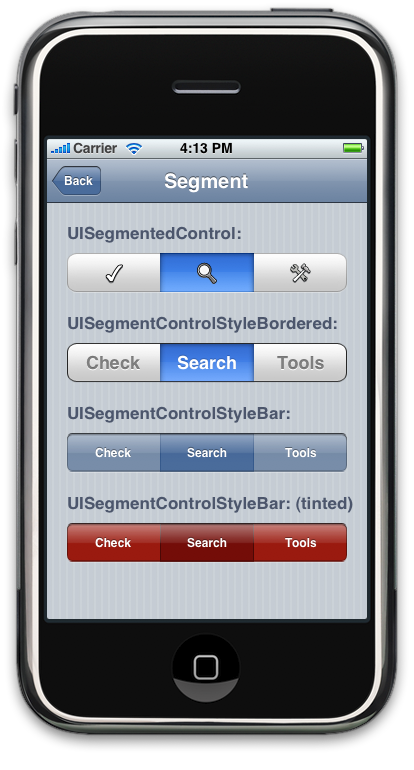 Carrier 4:13 PM
Back Segment
UISegmentedControl:
UISegmentControlStyleBordered:
Check Search Tools
UISegmentControlStyleBar:
Check Search Tools
UISegmentControlStyleBar: (tinted)
Check Search Tools